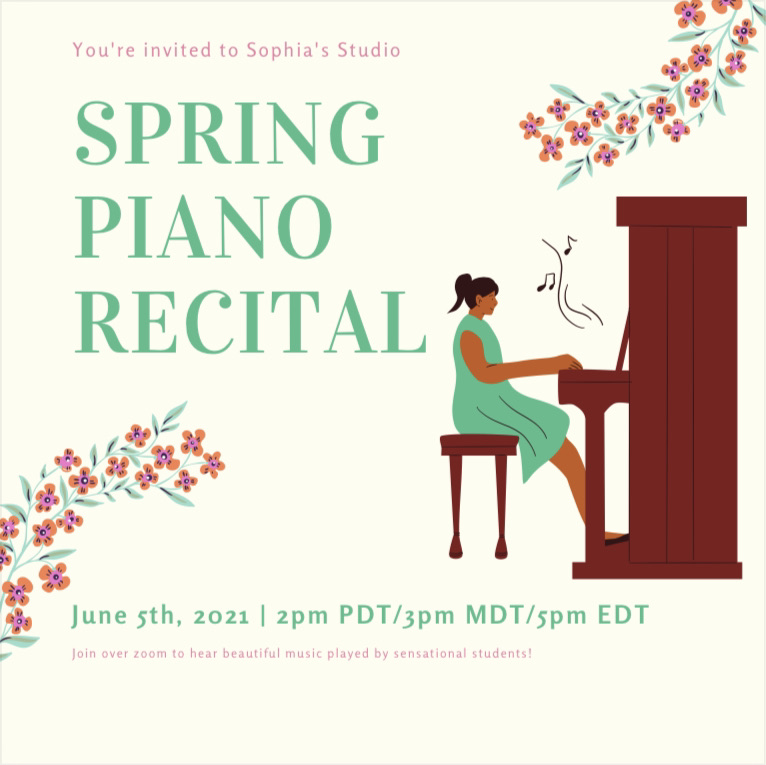 You're invited to Sophia's Studio
SPRING
PIANO
RECITAL
June 5th, 2021 | 2pm PDT/3pm MDT/5pm EDT
Join over zoom to hear beautiful music played by sensational students!